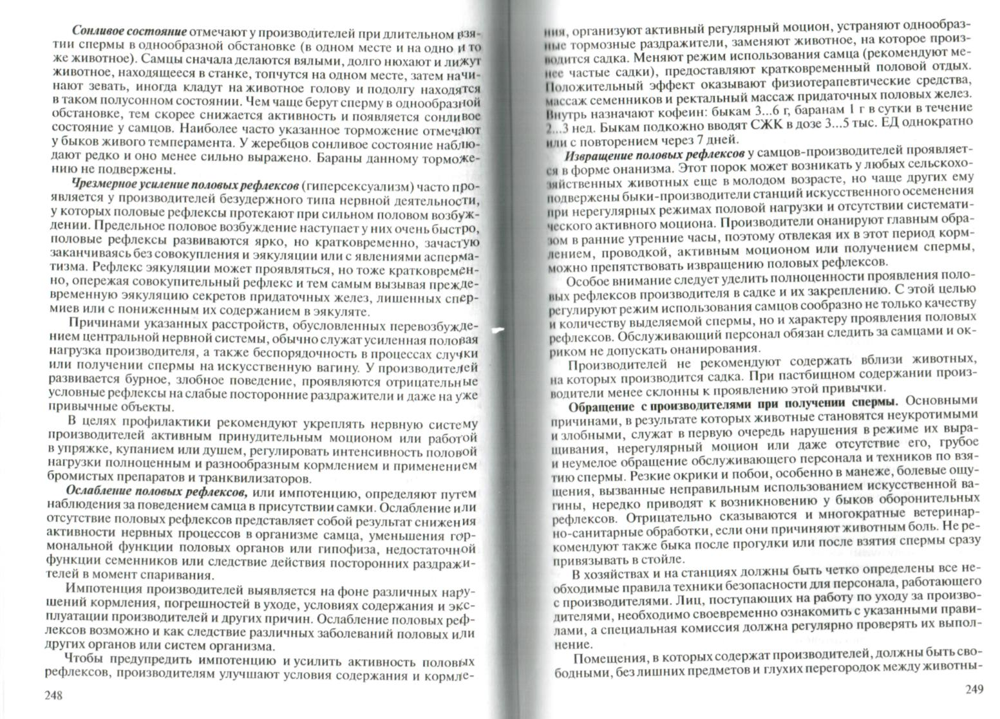 Сонливое состояние отмечают у производителей при длительном взя-
тии спермы в однообразной обстановке (в одном месте и на одно и то
же животное). Самцы сначала делаются вялыми, долго нюхают и лижут
животное, находящееся в станке, топчутся на одном месте, затем начи-
нают зевать, иногда кладут на животное голову и подолгу находятся
в таком полусонном состоянии. Чем чаще берут сперму в однообразной
обстановке, тем скорее снижается активность и появляется сонливое
состояние у самцов. Наиболее часто указанное торможение отмечают
у быков живого темперамента. У жеребцов сонливое состояние наблю-
дают редко и оно менее сильно выражено. Бараны данному торможе-
нию не подвержены.
Чрезмерное усиление половых рефлексов (гиперсексуализм) часто про-
является у производителей безудержного типа нервной деятельности,
у которых половые рефлексы протекают при сильном половом возбуж-
дении. Предельное половое возбуждение наступает у них очень быстро,
половые рефлексы развиваются ярко, но кратковременно, зачастую
заканчиваясь без совокупления и эякуляции или с явлениями асперма-
тизма. Рефлекс эякуляции может проявляться, но тоже кратковремен-
но, опережая совокупительный рефлекс и тем самым вызывая прежде-
временную эякуляцию секретов придаточных желез, лишенных спер-
миев или с пониженным их содержанием в эякуляте.
Причинами указанных расстройств, обусловленных перевозбужде-
нием центральной нервной системы, обычно служат усиленная половая
нагрузка производителя, а также беспорядочность в процессах случки
или получении спермы на искусственную вагину. У производителей
развивается бурное, злобное поведение, проявляются отрицательные
условные рефлексы на слабые посторонние раздражители и даже на уже
привычные объекты.
В целях профилактики рекомендуют укреплять нервную систему
производителей активным принудительным моционом или работой
в упряжке, купанием или душем, регулировать интенсивность половой
нагрузки полноценным и разнообразным кормлением и применением
бромистых препаратов и транквилизаторов.
Ослабление половых рефлексов, или импотенцию, определяют путем
наблюдения за поведением самца в присутствии самки. Ослабление или
отсутствие половых рефлексов представляет собой результат снижения
активности нервных процессов в организме самца, уменьшения гор-
мональной функции половых органов или гипофиза, недостаточной
функции семенников или следствие действия посторонних раздражи-
телей в момент спаривания.
Импотенция производителей выявляется на фоне различных нару-
шений кормления, погрешностей в уходе, условиях содержания и экс-
плуатации производителей и других причин. Ослабление половых реф-
лексов возможно и как следствие различных заболеваний половых или
других органов или систем организма.
Чтобы предупредить импотенцию и усилить активность половых
рефлексов, производителям улучшают условия содержания и кормле-
248
ния, организуют активный регулярный моцион, устраняют однообраз-
ные тормозные раздражители, заменяют животное, на которое произ-
водится садка. Меняют режим использования самца (рекомендуют ме-
нее частые садки), предоставляют кратковременный половой отдых.
Положительный эффект оказывают физиотерапевтические средства,
массаж семенников и ректальный массаж придаточных половых желез.
Внутрь назначают кофеин: быкам 3...6 г, баранам 1 г в сутки в течение
2...3 нед. Быкам подкожно вводят СЖК в дозе 3...5 тыс. ЕД однократно
или с повторением через 7 дней.
Извращение половых рефлексов у самцов-производителей проявляет-
ся в форме онанизма. Этот порок может возникать у любых сельскохо-
зяйственных животных еще в молодом возрасте, но чаще других ему
подвержены быки-производители станций искусственного осеменения
при нерегулярных режимах половой нагрузки и отсутствии системати-
ческого активного моциона. Производители онанируют главным обра-
зом в ранние утренние часы, поэтому отвлекая их в этот период корм-
лением, проводкой, активным моционом или получением спермы,
можно препятствовать извращению половых рефлексов.
Особое внимание следует уделить полноценности проявления поло-
вых рефлексов производителя в садке и их закреплению. С этой целью
регулируют режим использования самцов сообразно не только качеству
и количеству выделяемой спермы, но и характеру проявления половых
рефлексов. Обслуживающий персонал обязан следить за самцами и ок-
риком не допускать онанирования.
Производителей не рекомендуют содержать вблизи животных,
на которых производится садка. При пастбищном содержании произ-
водители менее склонны к проявлению этой привычки.
Обращение с производителями при получении спермы. Основными
причинами, в результате которых животные становятся неукротимыми
и злобными, служат в первую очередь нарушения в режиме их выра-
щивания, нерегулярный моцион или даже отсутствие его, грубое
и неумелое обращение обслуживающего персонала и техников по взя-
тию спермы. Резкие окрики и побои, особенно в манеже, болевые ощу-
щения, вызванные неправильным использованием искусственной ва-
гины, нередко приводят к возникновению у быков оборонительных
рефлексов. Отрицательно сказываются и многократные ветеринар-
но-санитарные обработки, если они причиняют животным боль. Не ре-
комендуют также быка после прогулки или после взятия спермы сразу
привязывать в стойле.
В хозяйствах и на станциях должны быть четко определены все не-
обходимые правила техники безопасности для персонала, работающего
с производителями. Лиц, поступающих на работу по уходу за произво-
дителями, необходимо своевременно ознакомить с указанными прави-
лами, а специальная комиссия должна регулярно проверять их выпол-
нение.
Помещения, в которых содержат производителей, должны быть сво-
бодными, без лишних предметов и глухих перегородок между животны-
249